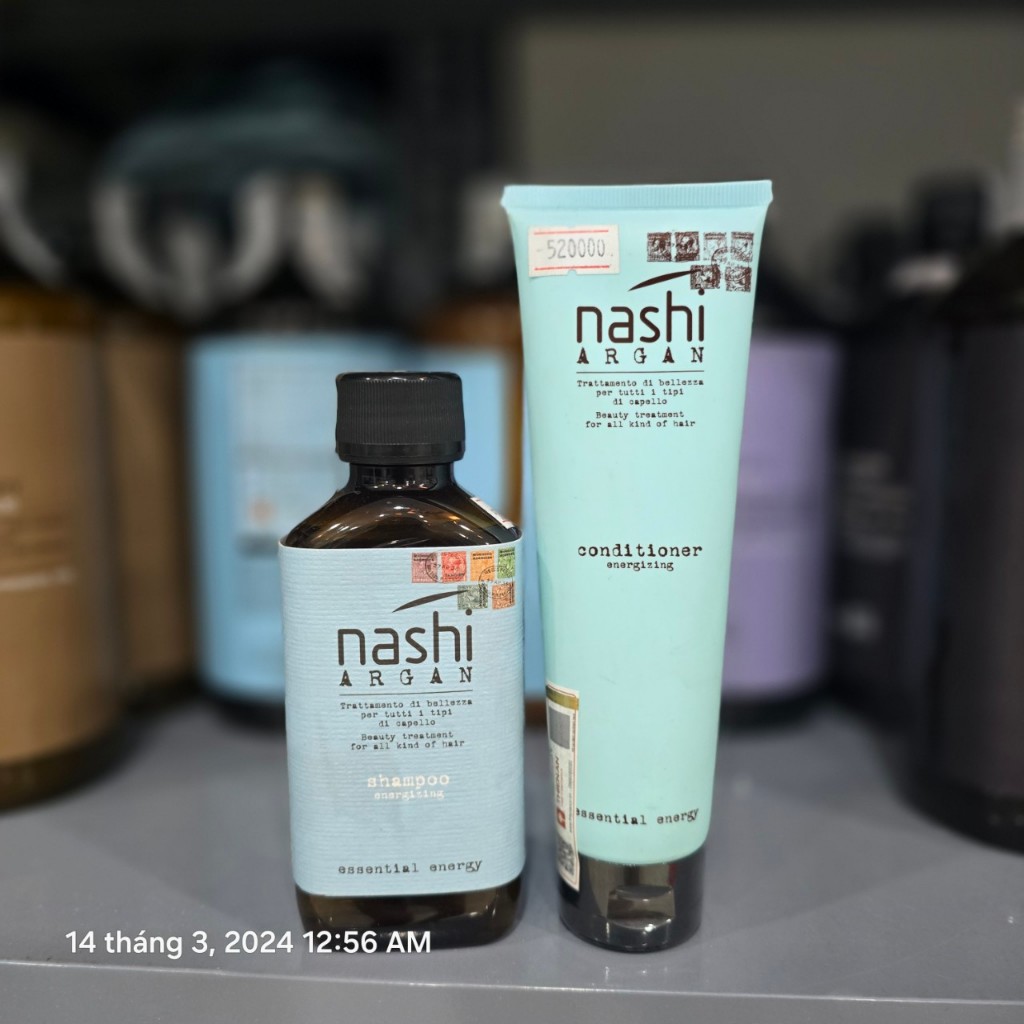 520000
nashi
ARGAN
Trattamento di bellezza
per tutti i tipi
di capello
Beauty treatment
for all kind of hair
conditioner
energizing
essential energy
nashi
ARGAN
Trattamento di bellezza
per tutti i tipi
di capello
Beauty treatment
for all kind of hair
shampoo
energizing
essential energy
14 tháng 3, 2024 12:56 AM